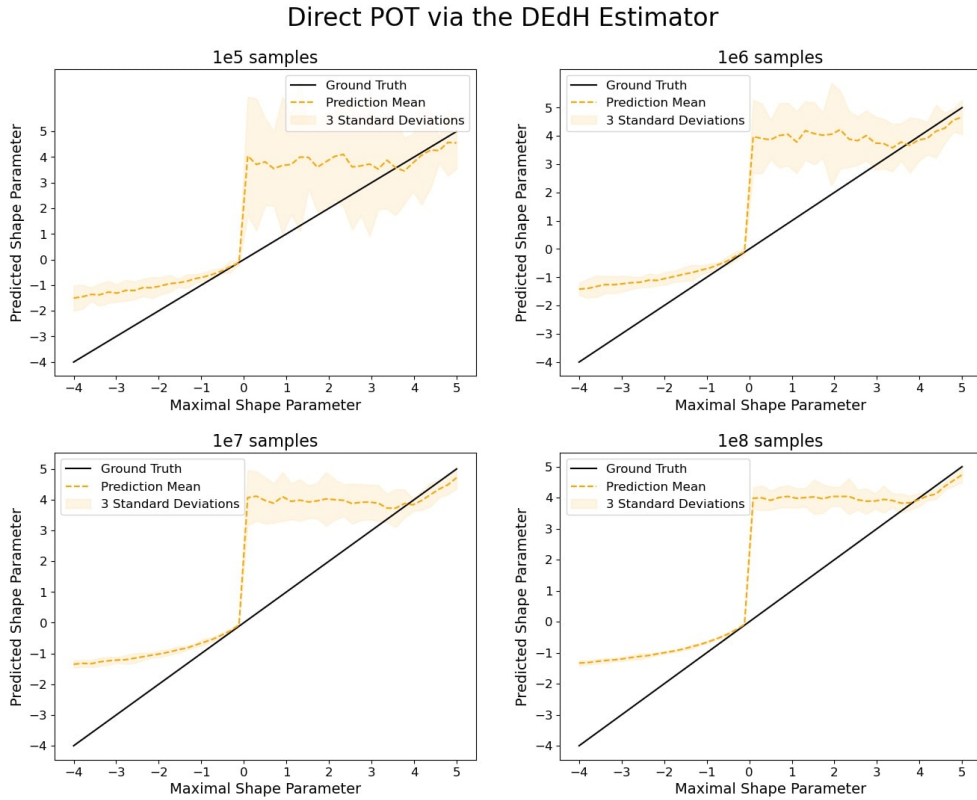 Direct POT via the DEdH Estimator
1e5 samples
Ground Truth
Prediction Mean
3 Standard Deviations
5
4
3
2
1
0
−1
−2
−3
−4
Predicted Shape Parameter
−4 −3 −2 −1 0 1 2 3 4 5
Maximal Shape Parameter
1e6 samples
Ground Truth
Prediction Mean
3 Standard Deviations
5
4
3
2
1
0
−1
−2
−3
−4
Predicted Shape Parameter
−4 −3 −2 −1 0 1 2 3 4 5
Maximal Shape Parameter
1e7 samples
Ground Truth
Prediction Mean
3 Standard Deviations
5
4
3
2
1
0
−1
−2
−3
−4
Predicted Shape Parameter
−4 −3 −2 −1 0 1 2 3 4 5
Maximal Shape Parameter
1e8 samples
Ground Truth
Prediction Mean
3 Standard Deviations
5
4
3
2
1
0
−1
−2
−3
−4
Predicted Shape Parameter
−4 −3 −2 −1 0 1 2 3 4 5
Maximal Shape Parameter